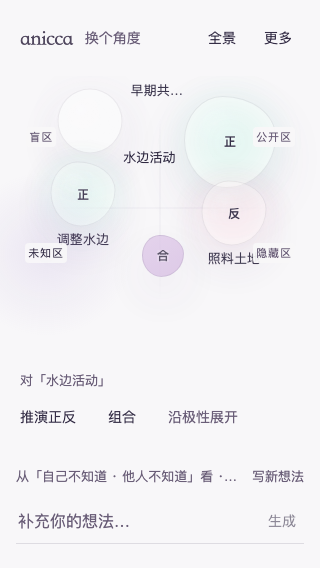 anicca 换个角度 全景 更多
早期共…
盲区
正
公开区
水边活动
正
反
调整水边
未知区
合
照料土地
隐藏区
对「水边活动」
推演正反 组合 沿极性展开
从「自己不知道 · 他人不知道」看 ·… 写新想法
补充你的想法… 生成